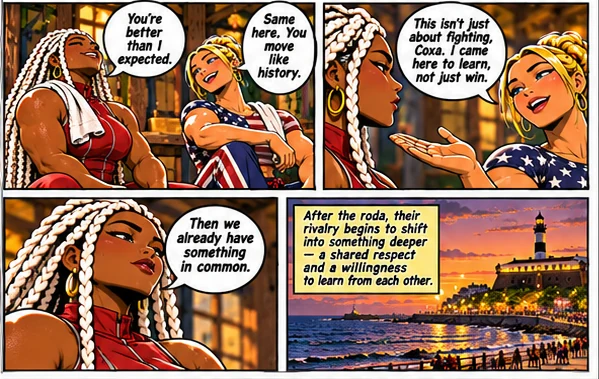 You're
better
than I
expected.
Same
here. You
move
like
history.
This isn't just
about fighting,
Coxa. I came
here to learn,
not just win.
Then we
already have
something
in common.
After the roda, their
rivalry begins to shift
into something deeper
— a shared respect
and a willingness
to learn from each other.